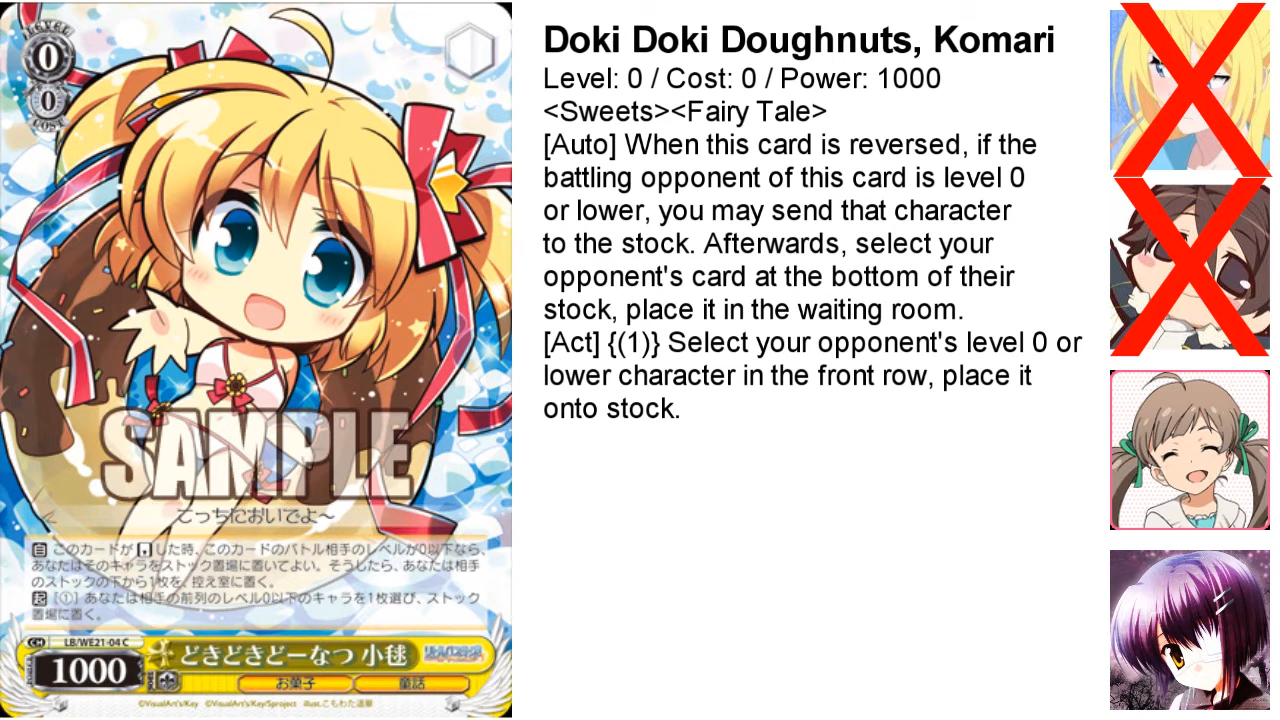 LEVEL
0
0
COST
SAMPLE
こっちにおいでよ～
自 このカードが した時、このカードのバトル相手のレベルが0以下なら、
あなたはそのキャラをストック置場に置いてよい。そうしたら、あなたは相手
のストックの下から1枚を、控え室に置く。
起 [①] あなたは相手の前列のレベル0以下のキャラを1枚選び、ストック
置場に置く。
CH LB/WE21-04 C
1000
どきどきどーなつ 小毬
お菓子
童話
©VisualArt's/Key ©VisualArt's/Key/Sproject
Doki Doki Doughnuts, Komari
Level: 0 / Cost: 0 / Power: 1000
<Sweets><Fairy Tale>
[Auto] When this card is reversed, if the
battling opponent of this card is level 0
or lower, you may send that character
to the stock. Afterwards, select your
opponent's card at the bottom of their
stock, place it in the waiting room.
[Act] {(1)} Select your opponent's level 0 or
lower character in the front row, place it
onto stock.